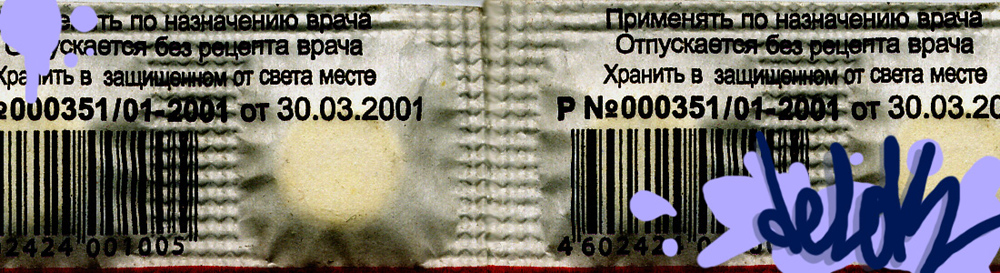 Применять по назначению врача
Отпускается без рецепта врача
Хранить в защищенном от света месте
№000351/01-2001 от 30.03.2001
2424 001005
Применять по назначению врача
Отпускается без рецепта врача
Хранить в защищенном от света месте
Р №000351/01-2001 от 30.03.20
4 60242